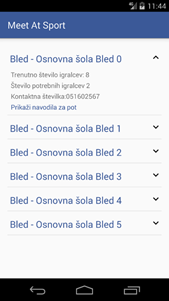 11:44
Meet At Sport
Bled - Osnovna šola Bled 0
Trenutno število igralcev: 8
Število potrebnih igralcev 2
Kontaktna številka:051602567
Prikaži navodila za pot
Bled - Osnovna šola Bled 1
Bled - Osnovna šola Bled 2
Bled - Osnovna šola Bled 3
Bled - Osnovna šola Bled 4
Bled - Osnovna šola Bled 5